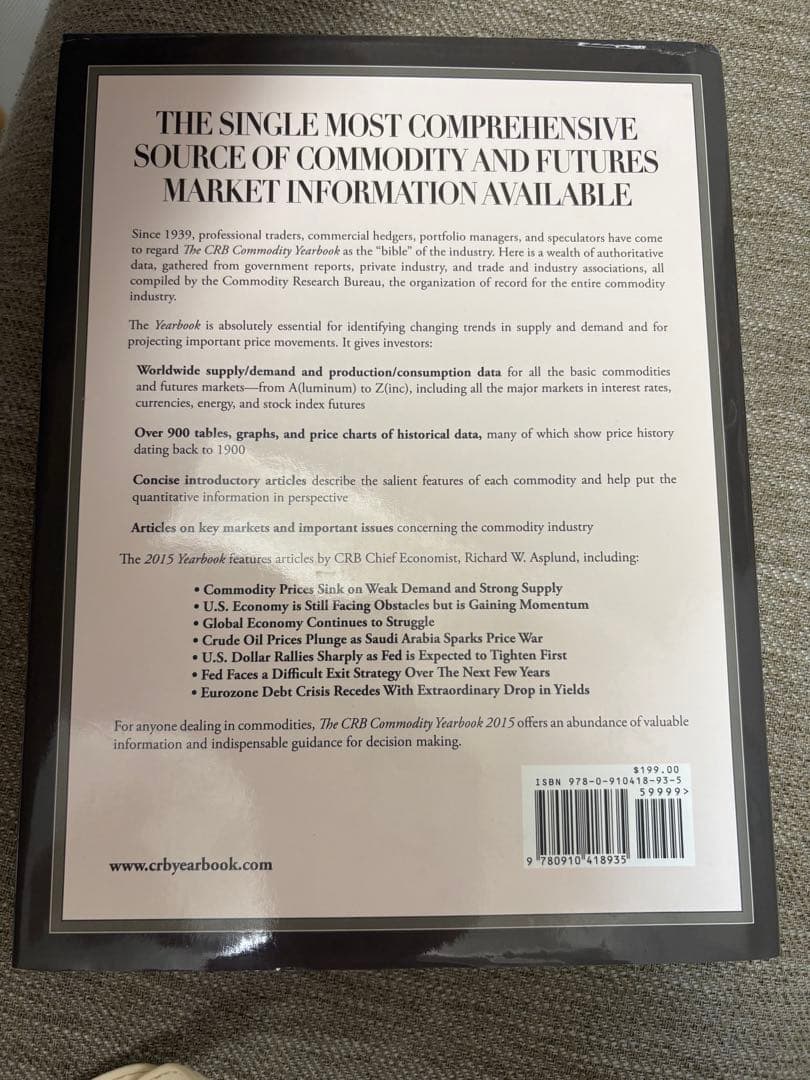 THE SINGLE MOST COMPREHENSIVE
SOURCE OF COMMODITY AND FUTURES
MARKET INFORMATION AVAILABLE
Since 1939, professional traders, commercial hedgers, portfolio managers, and speculators have come
to regard The CRB Commodity Yearbook as the "bible" of the industry. Here is a wealth of authoritative
data, gathered from government reports, private industry, and trade and industry associations, all
compiled by the Commodity Research Bureau, the organization of record for the entire commodity
industry.
The Yearbook is absolutely essential for identifying changing trends in supply and demand and for
projecting important price movements. It gives investors:
Worldwide supply/demand and production/consumption data for all the basic commodities
and futures markets—from A(luminum) to Z(inc), including all the major markets in interest rates,
currencies, energy, and stock index futures
Over 900 tables, graphs, and price charts of historical data, many of which show price history
dating back to 1900
Concise introductory articles describe the salient features of each commodity and help put the
quantitative information in perspective
Articles on key markets and important issues concerning the commodity industry
The 2015 Yearbook features articles by CRB Chief Economist, Richard W. Asplund, including:
• Commodity Prices Sink on Weak Demand and Strong Supply
• U.S. Economy is Still Facing Obstacles but is Gaining Momentum
• Global Economy Continues to Struggle
• Crude Oil Prices Plunge as Saudi Arabia Sparks Price War
• U.S. Dollar Rallies Sharply as Fed is Expected to Tighten First
• Fed Faces a Difficult Exit Strategy Over The Next Few Years
• Eurozone Debt Crisis Recedes With Extraordinary Drop in Yields
For anyone dealing in commodities, The CRB Commodity Yearbook 2015 offers an abundance of valuable
information and indispensable guidance for decision making.
$199.00
ISBN 978-0-910418-93-5
59999>
9 780910 418935
www.crbyearbook.com